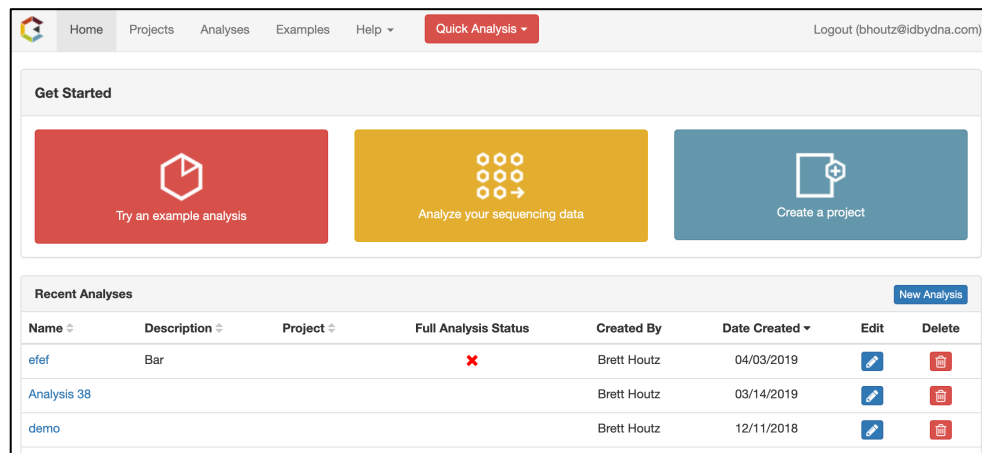 Home Projects Analyses Examples Help Quick Analysis Logout (bhoutz@idbydna.com)
Get Started
Try an example analysis Analyze your sequencing data Create a project
Recent Analyses New Analysis
Name Description Project Full Analysis Status Created By Date Created Edit Delete
efef Bar Brett Houtz 04/03/2019
Analysis 38 Brett Houtz 03/14/2019
demo Brett Houtz 12/11/2018